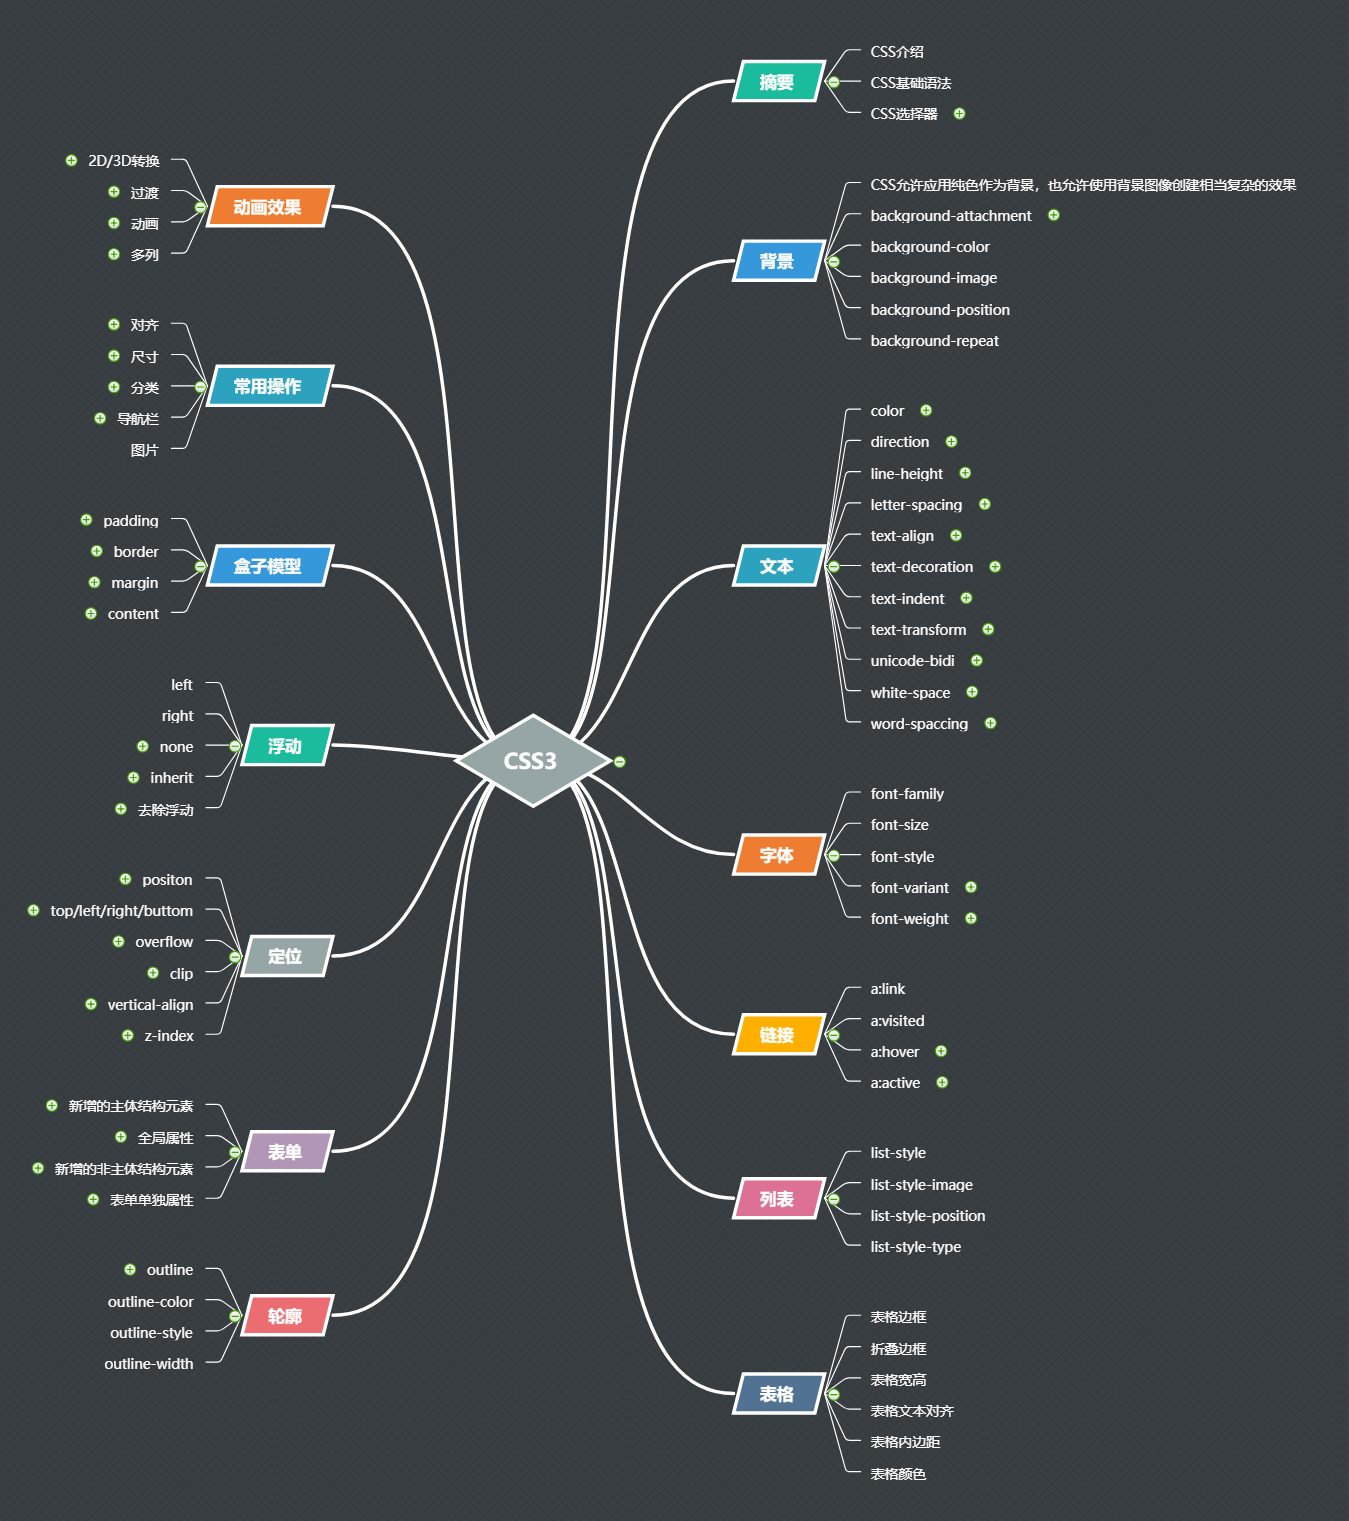 CSS3
摘要
CSS介绍
CSS基础语法
CSS选择器
背景
CSS允许应用纯色作为背景，也允许使用背景图像创建相当复杂的效果
background-attachment
background-color
background-image
background-position
background-repeat
文本
color
direction
line-height
letter-spacing
text-align
text-decoration
text-indent
text-transform
unicode-bidi
white-space
word-spaccing
字体
font-family
font-size
font-style
font-variant
font-weight
链接
a:link
a:visited
a:hover
a:active
列表
list-style
list-style-image
list-style-position
list-style-type
表格
表格边框
折叠边框
表格宽高
表格文本对齐
表格内边距
表格颜色
动画效果
2D/3D转换
过渡
动画
多列
常用操作
对齐
尺寸
分类
导航栏
图片
盒子模型
padding
border
margin
content
浮动
left
right
none
inherit
去除浮动
定位
positon
top/left/right/buttom
overflow
clip
vertical-align
z-index
表单
新增的主体结构元素
全局属性
新增的非主体结构元素
表单单独属性
轮廓
outline
outline-color
outline-style
outline-width